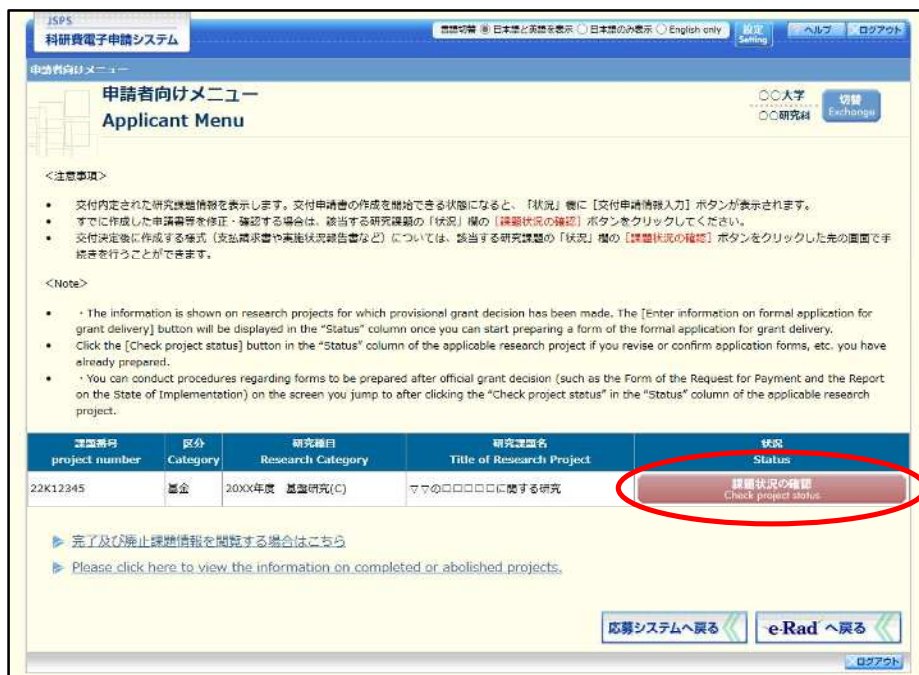 JSPS
科研費電子申請システム
言語切替 日本語と英語を表示 日本語のみ表示 English only
設定
Setting
ヘルプ
ログアウト
申請者向けメニュー
申請者向けメニュー
Applicant Menu
○○大学
○○研究科
切替
Exchange
<注意事項>
• 交付内定された研究課題情報を表示します。交付申請書の作成を開始できる状態になると、「状況」欄に [交付申請情報入力] ボタンが表示されます。
• すでに作成した申請書等を修正・確認する場合は、該当する研究課題の「状況」欄の [課題状況の確認] ボタンをクリックしてください。
• 交付決定後に作成する様式（支払請求書や実施状況報告書など）については、該当する研究課題の「状況」欄の [課題状況の確認] ボタンをクリックした先の画面で手
続きを行うことができます。
<Note>
• ・The information is shown on research projects for which provisional grant decision has been made. The [Enter information on formal application for
grant delivery] button will be displayed in the "Status" column once you can start preparing a form of the formal application for grant delivery.
• Click the [Check project status] button in the "Status" column of the applicable research project if you revise or confirm application forms, etc. you have
already prepared.
• ・You can conduct procedures regarding forms to be prepared after official grant decision (such as the Form of the Request for Payment and the Report
on the State of Implementation) on the screen you jump to after clicking the "Check project status" in the "Status" column of the applicable research
project.
課題番号 区分 研究種目 研究課題名 状況
project number Category Research Category Title of Research Project Status
22K12345 基金 20XX年度 基盤研究(C) ▽▽の□□□□□に関する研究
課題状況の確認
Check project status
完了及び廃止課題情報を閲覧する場合はこちら
Please click here to view the information on completed or abolished projects.
応募システムへ戻る
e-Rad へ戻る
ログアウト